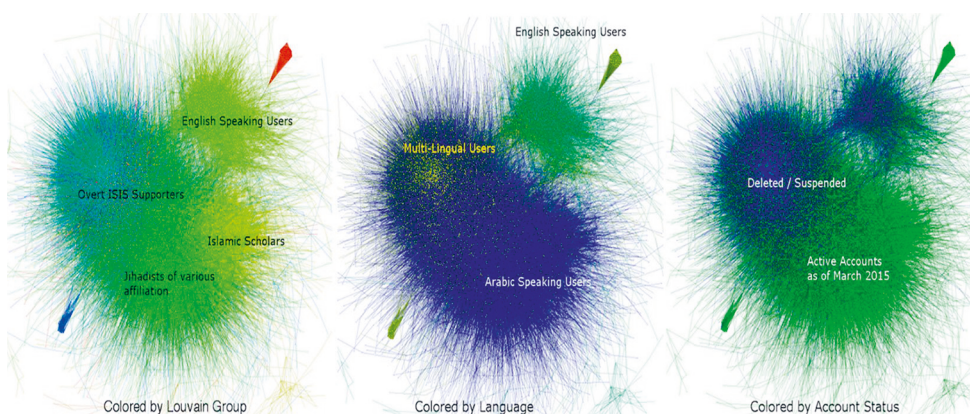 English Speaking Users
Overt ISIS Supporters
Islamic Scholars
Jihadists of various
affiliation
Colored by Louvain Group
English Speaking Users
Multi-Lingual Users
Arabic Speaking Users
Colored by Language
Deleted / Suspended
Active Accounts
as of March 2015
Colored by Account Status